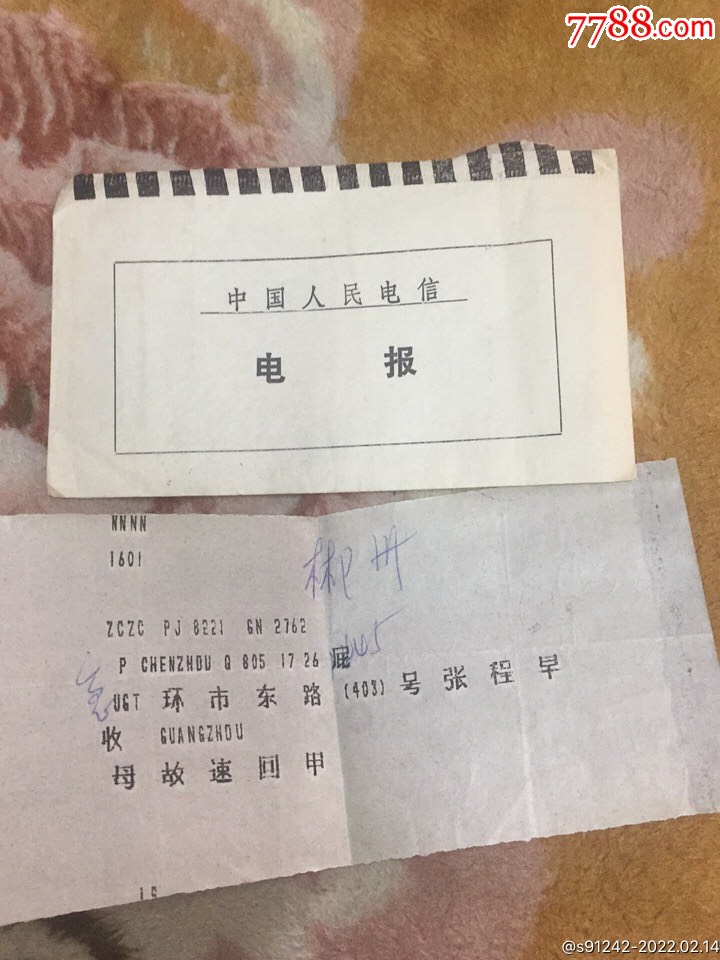 7788.com
中国人民电信
电 报
NNNN
1601
郴州
ZCZC PJ 8221 GN 2762
P CHENZHOU Q 805 17 26 届
急 UGT 环市东路 (403) 号张程早
收 GUANGZHOU
母故速回甲
@s91242-2022.02.14